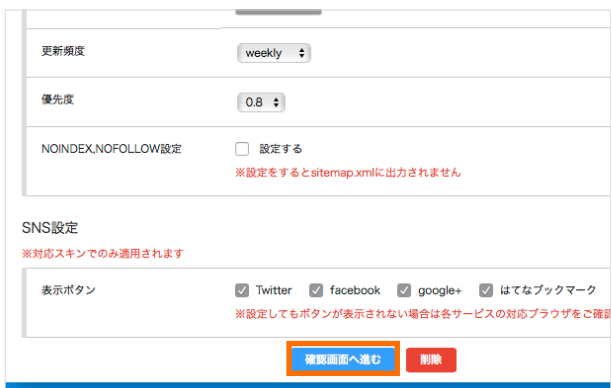 更新頻度
weekly
優先度
0.8
NOINDEX,NOFOLLOW設定
設定する
※設定をするとsitemap.xmlに出力されません
SNS設定
※対応スキンでのみ適用されます
表示ボタン
Twitter facebook google+ はてなブックマーク
※設定してもボタンが表示されない場合は各サービスの対応ブラウザをご確認
確認画面へ進む 削除